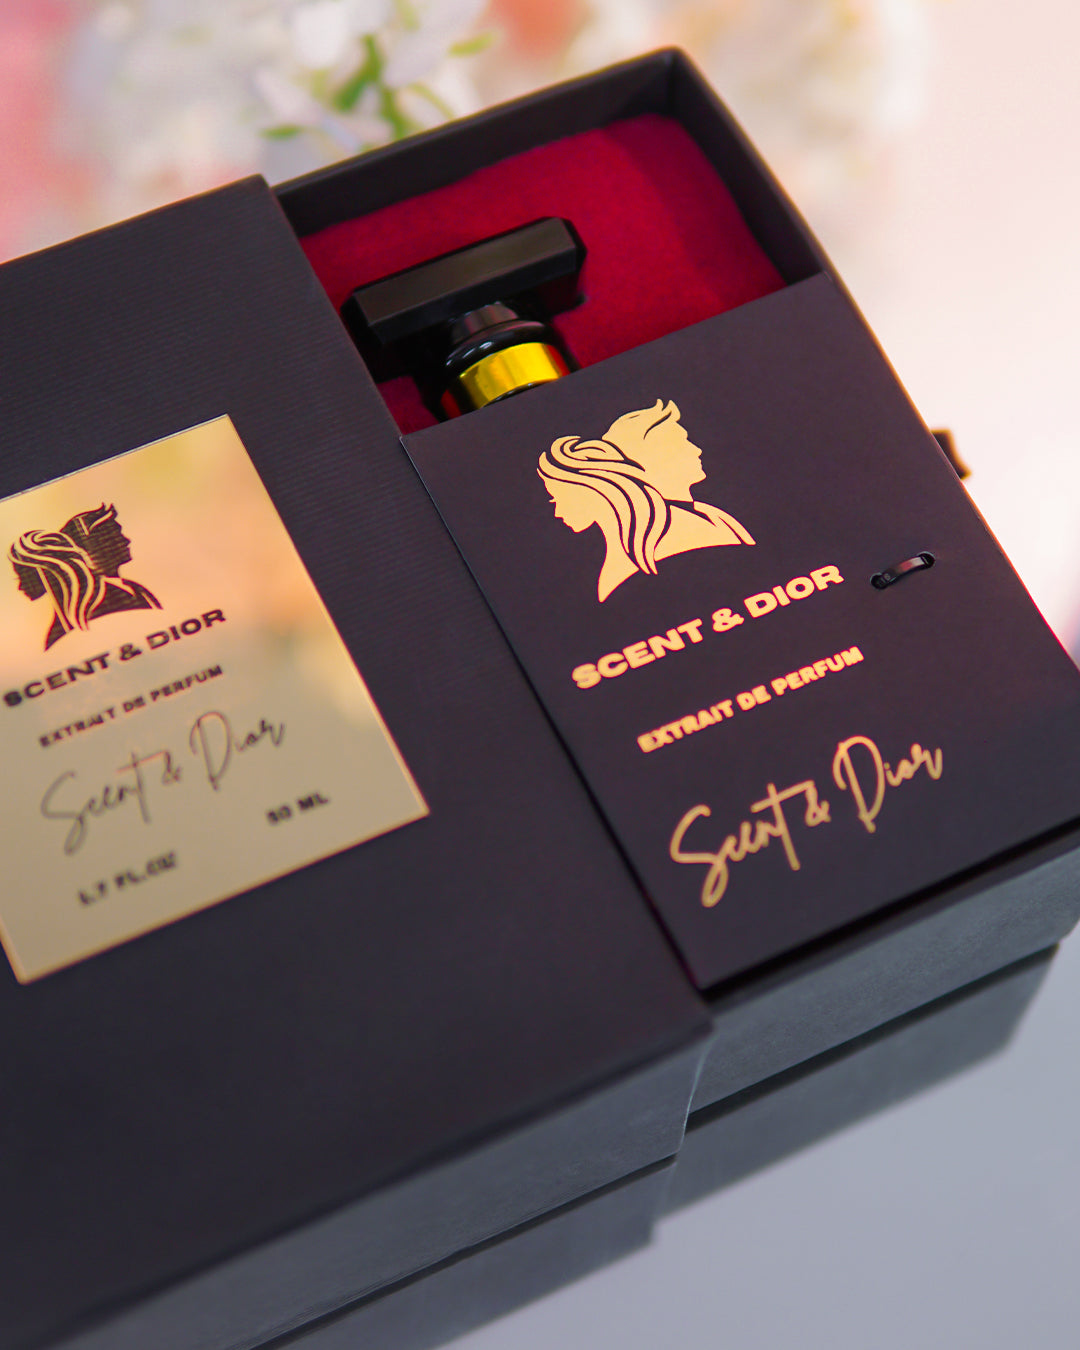 SCENT & DIOR
EXTRAIT DE PERFUM
Scent & Dior
50 ML
1.7 FL.OZ
SCENT & DIOR
EXTRAIT DE PERFUM
Scent & Dior